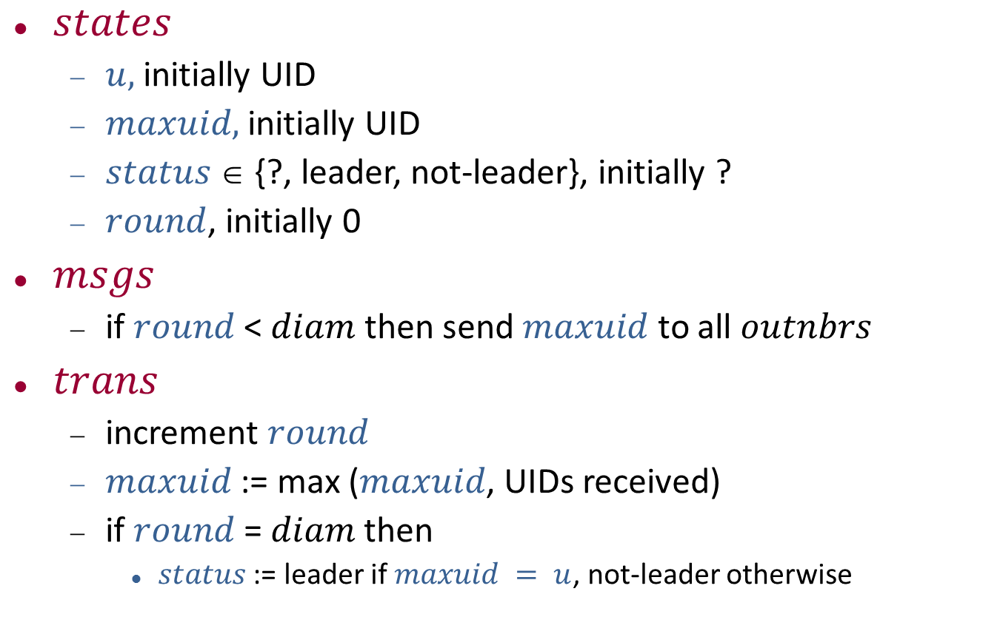 • states
– u, initially UID
– maxuid, initially UID
– status ∈ {?, leader, not-leader}, initially ?
– round, initially 0
• msgs
– if round < diam then send maxuid to all outnbrs
• trans
– increment round
– maxuid := max (maxuid, UIDs received)
– if round = diam then
• status := leader if maxuid = u, not-leader otherwise